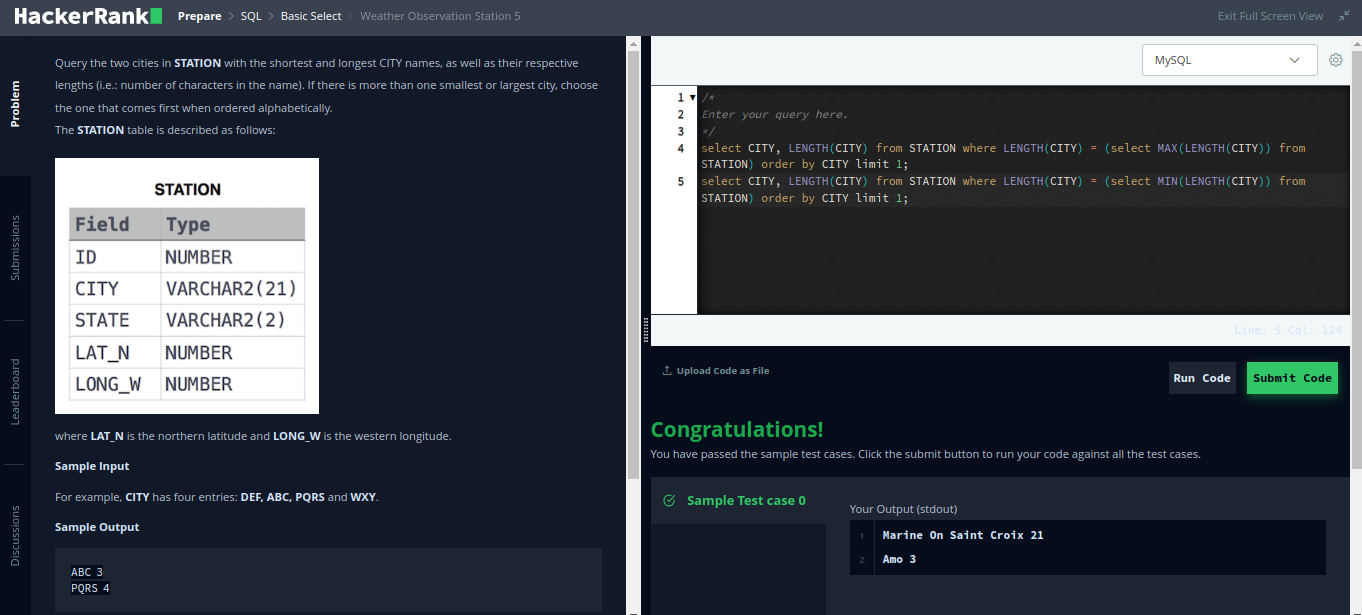 HackerRank Prepare > SQL > Basic Select > Weather Observation Station 5 Exit Full Screen View
Problem
Submissions
Leaderboard
Discussions
Query the two cities in STATION with the shortest and longest CITY names, as well as their respective
lengths (i.e.: number of characters in the name). If there is more than one smallest or largest city, choose
the one that comes first when ordered alphabetically.
The STATION table is described as follows:
STATION
Field Type
ID NUMBER
CITY VARCHAR2(21)
STATE VARCHAR2(2)
LAT_N NUMBER
LONG_W NUMBER
where LAT_N is the northern latitude and LONG_W is the western longitude.
Sample Input
For example, CITY has four entries: DEF, ABC, PQRS and WXY.
Sample Output
ABC 3
PQRS 4
MySQL
1 /*
2 Enter your query here.
3 */
4 select CITY, LENGTH(CITY) from STATION where LENGTH(CITY) = (select MAX(LENGTH(CITY)) from
STATION) order by CITY limit 1;
5 select CITY, LENGTH(CITY) from STATION where LENGTH(CITY) = (select MIN(LENGTH(CITY)) from
STATION) order by CITY limit 1;
Line: 5 Col: 124
Upload Code as File
Run Code
Submit Code
Congratulations!
You have passed the sample test cases. Click the submit button to run your code against all the test cases.
Sample Test case 0
Your Output (stdout)
1 Marine On Saint Croix 21
2 Amo 3